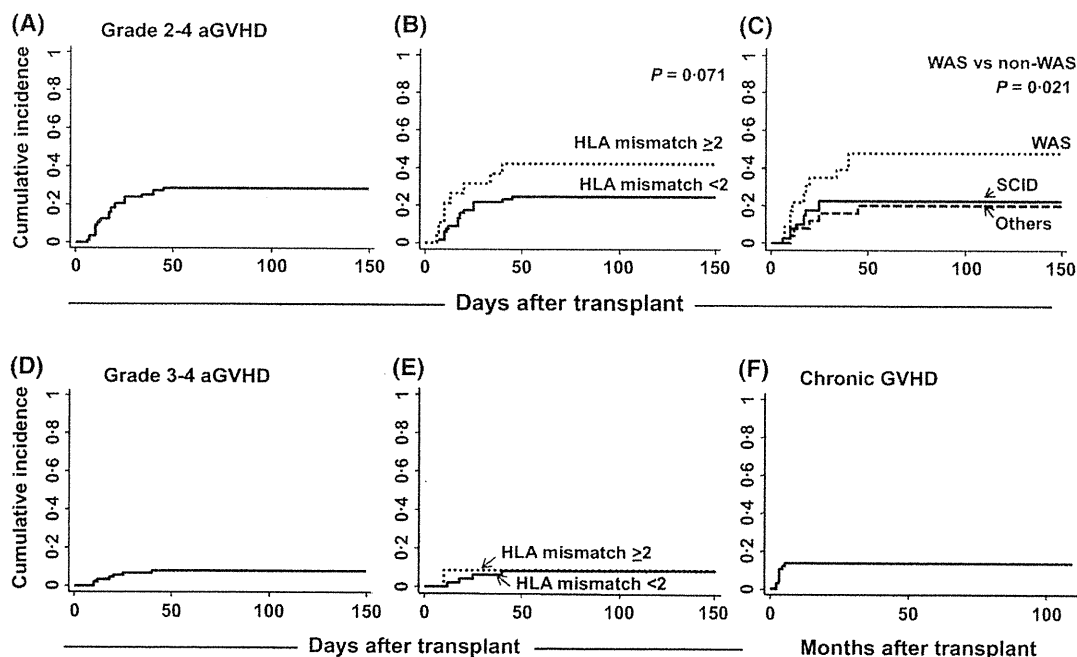 (A) Grade 2-4 aGVHD
Cumulative incidence
0 0·2 0·4 0·6 0·8 1
0 50 100 150
(B)
P = 0·071
HLA mismatch ≥2
HLA mismatch <2
0 0·2 0·4 0·6 0·8 1
0 50 100 150
(C)
WAS vs non-WAS
P = 0·021
WAS
SCID
Others
0 0·2 0·4 0·6 0·8 1
0 50 100 150
Days after transplant
(D) Grade 3-4 aGVHD
Cumulative incidence
0 0·2 0·4 0·6 0·8 1
0 50 100 150
(E)
HLA mismatch ≥2
HLA mismatch <2
0 0·2 0·4 0·6 0·8 1
0 50 100 150
Days after transplant
(F) Chronic GVHD
0 0·2 0·4 0·6 0·8 1
0 50 100
Months after transplant